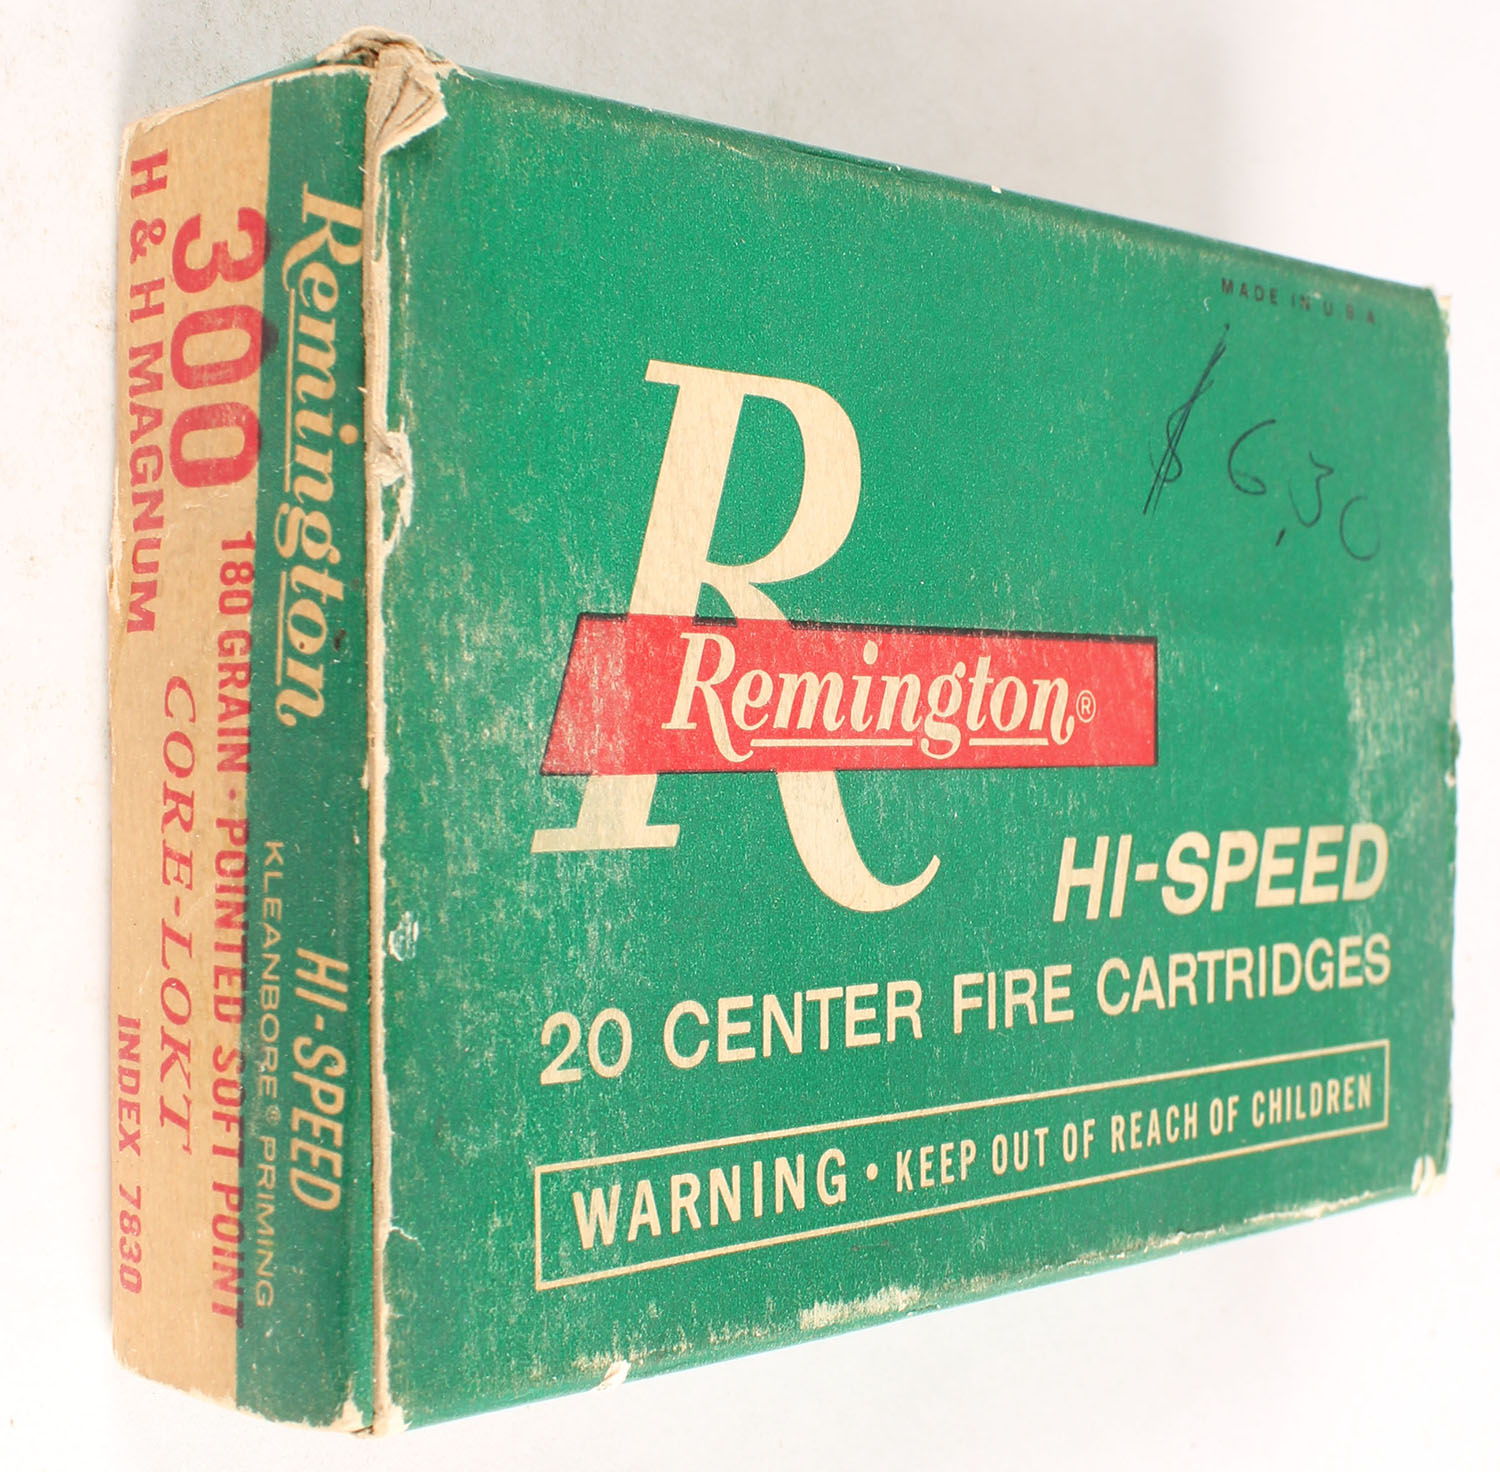 MADE IN U S A
$ 6.30
R
Remington®
HI-SPEED
20 CENTER FIRE CARTRIDGES
WARNING • KEEP OUT OF REACH OF CHILDREN
Remington HI-SPEED
KLEANBORE® PRIMING
300 180 GRAIN • POINTED SOFT POINT
H & H MAGNUM CORE-LOKT INDEX 7830